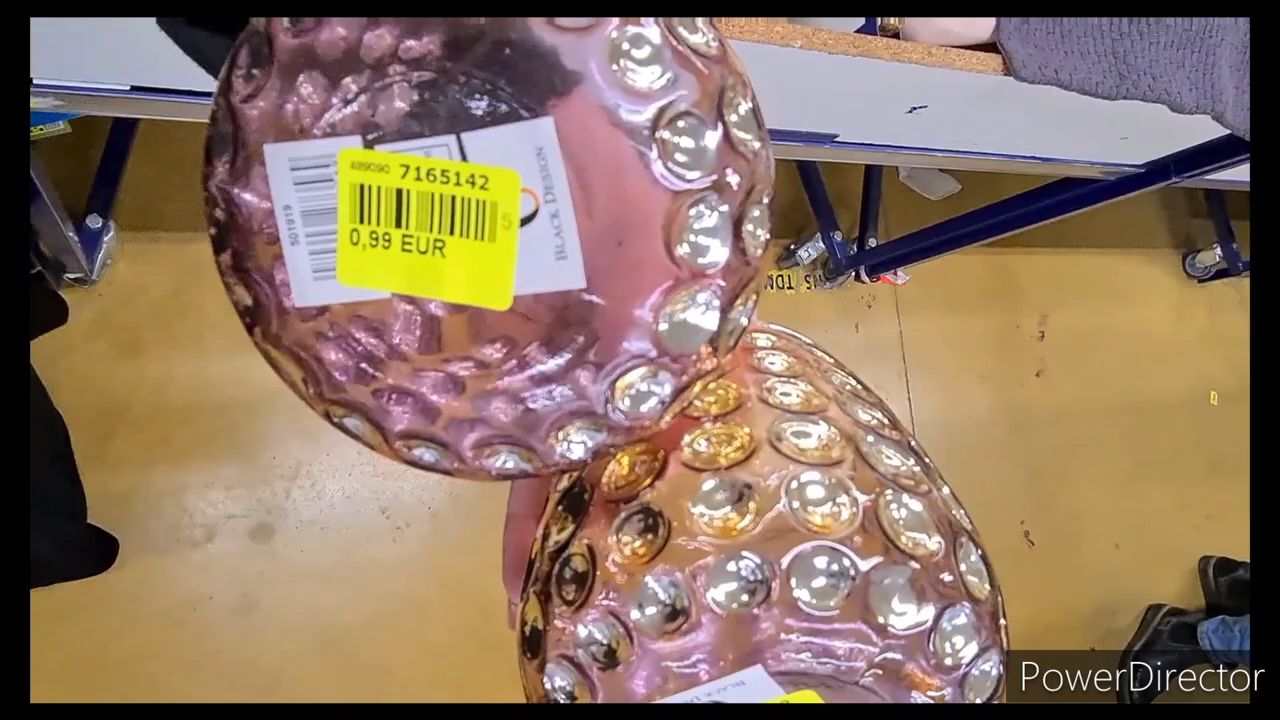 7165142
0,99 EUR
BLACK DESIGN
501919
PowerDirector